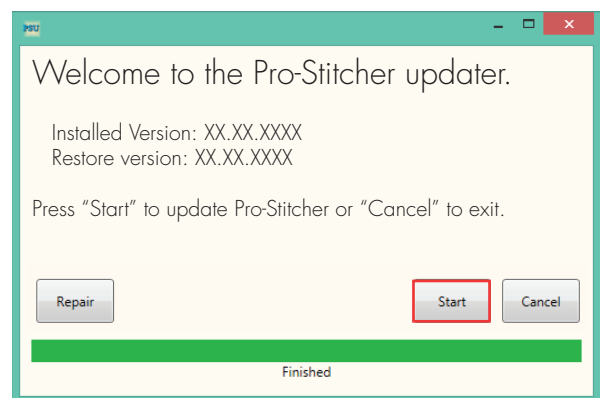 PSU
Welcome to the Pro-Stitcher updater.
Installed Version: XX.XX.XXXX
Restore version: XX.XX.XXXX
Press “Start” to update Pro-Stitcher or “Cancel” to exit.
Repair Start Cancel
Finished